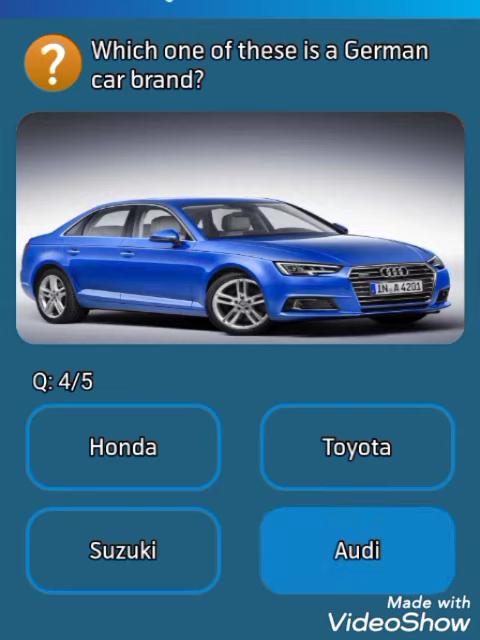 Which one of these is a German
car brand?
IN A 4201
Q: 4/5
Honda
Toyota
Suzuki
Audi
Made with
VideoShow